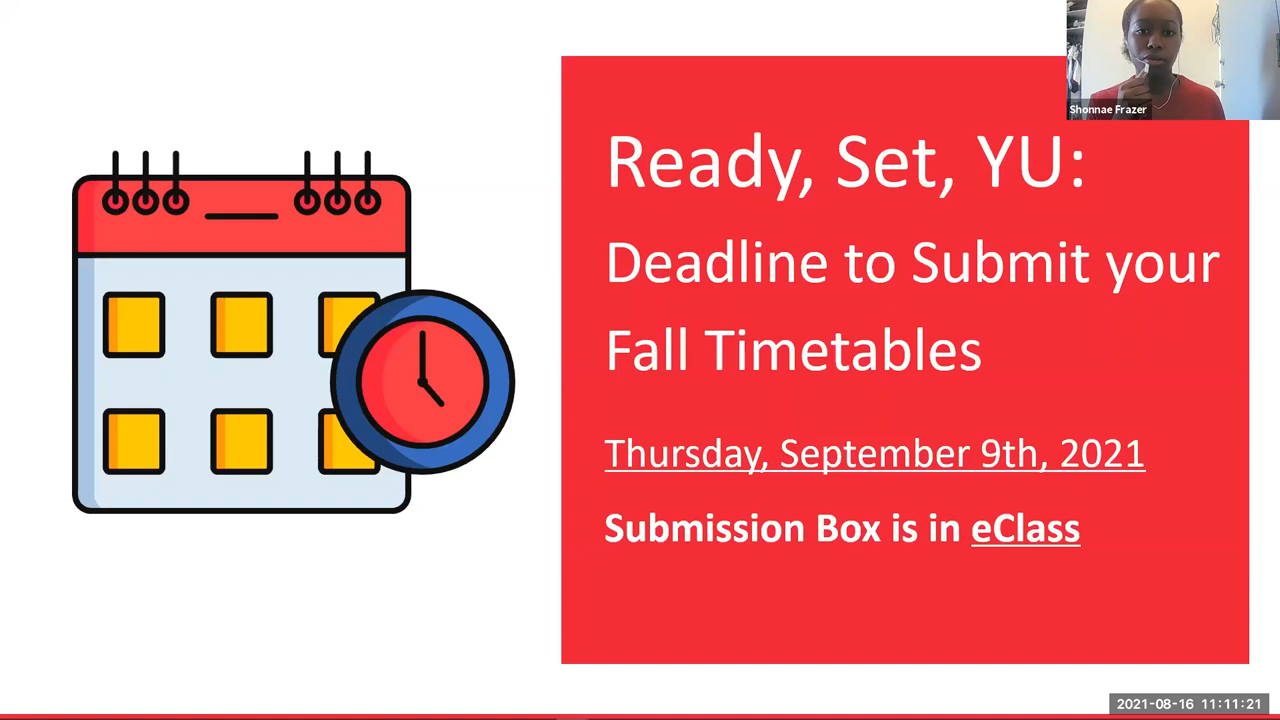 Shonnae Frazer
Ready, Set, YU:
Deadline to Submit your
Fall Timetables
Thursday, September 9th, 2021
Submission Box is in eClass
2021-08-16 11:11:21